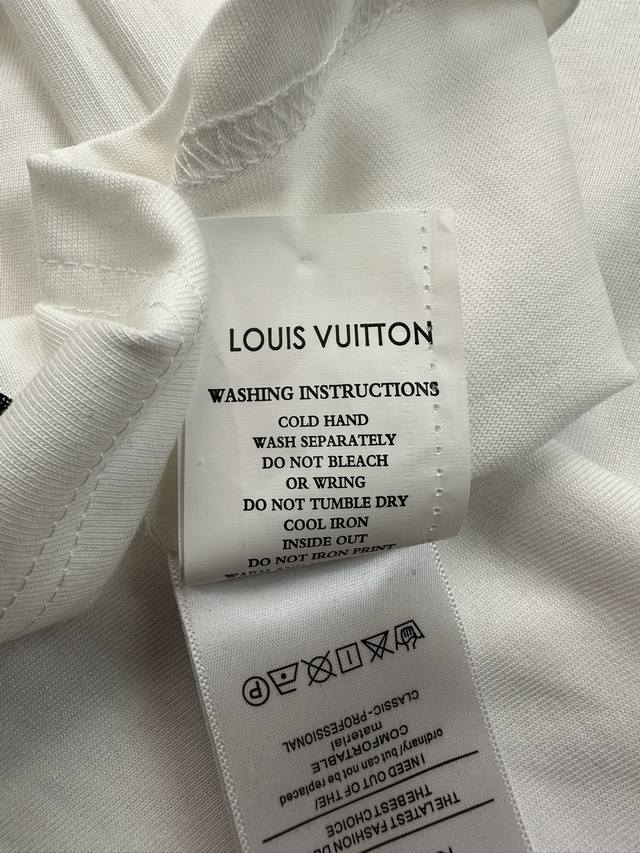 LOUIS VUITTON
WASHING INSTRUCTIONS
COLD HAND
WASH SEPARATELY
DO NOT BLEACH
OR WRING
DO NOT TUMBLE DRY
COOL IRON
INSIDE OUT
DO NOT IRON PRINT
THE LATEST FASHION DE
THE BEST CHOICE
I NEED OUT OF THE/
ordinary/ but can not be replaced
COMFORTABLE
material
CLASSIC-PROFESSIONAL
P